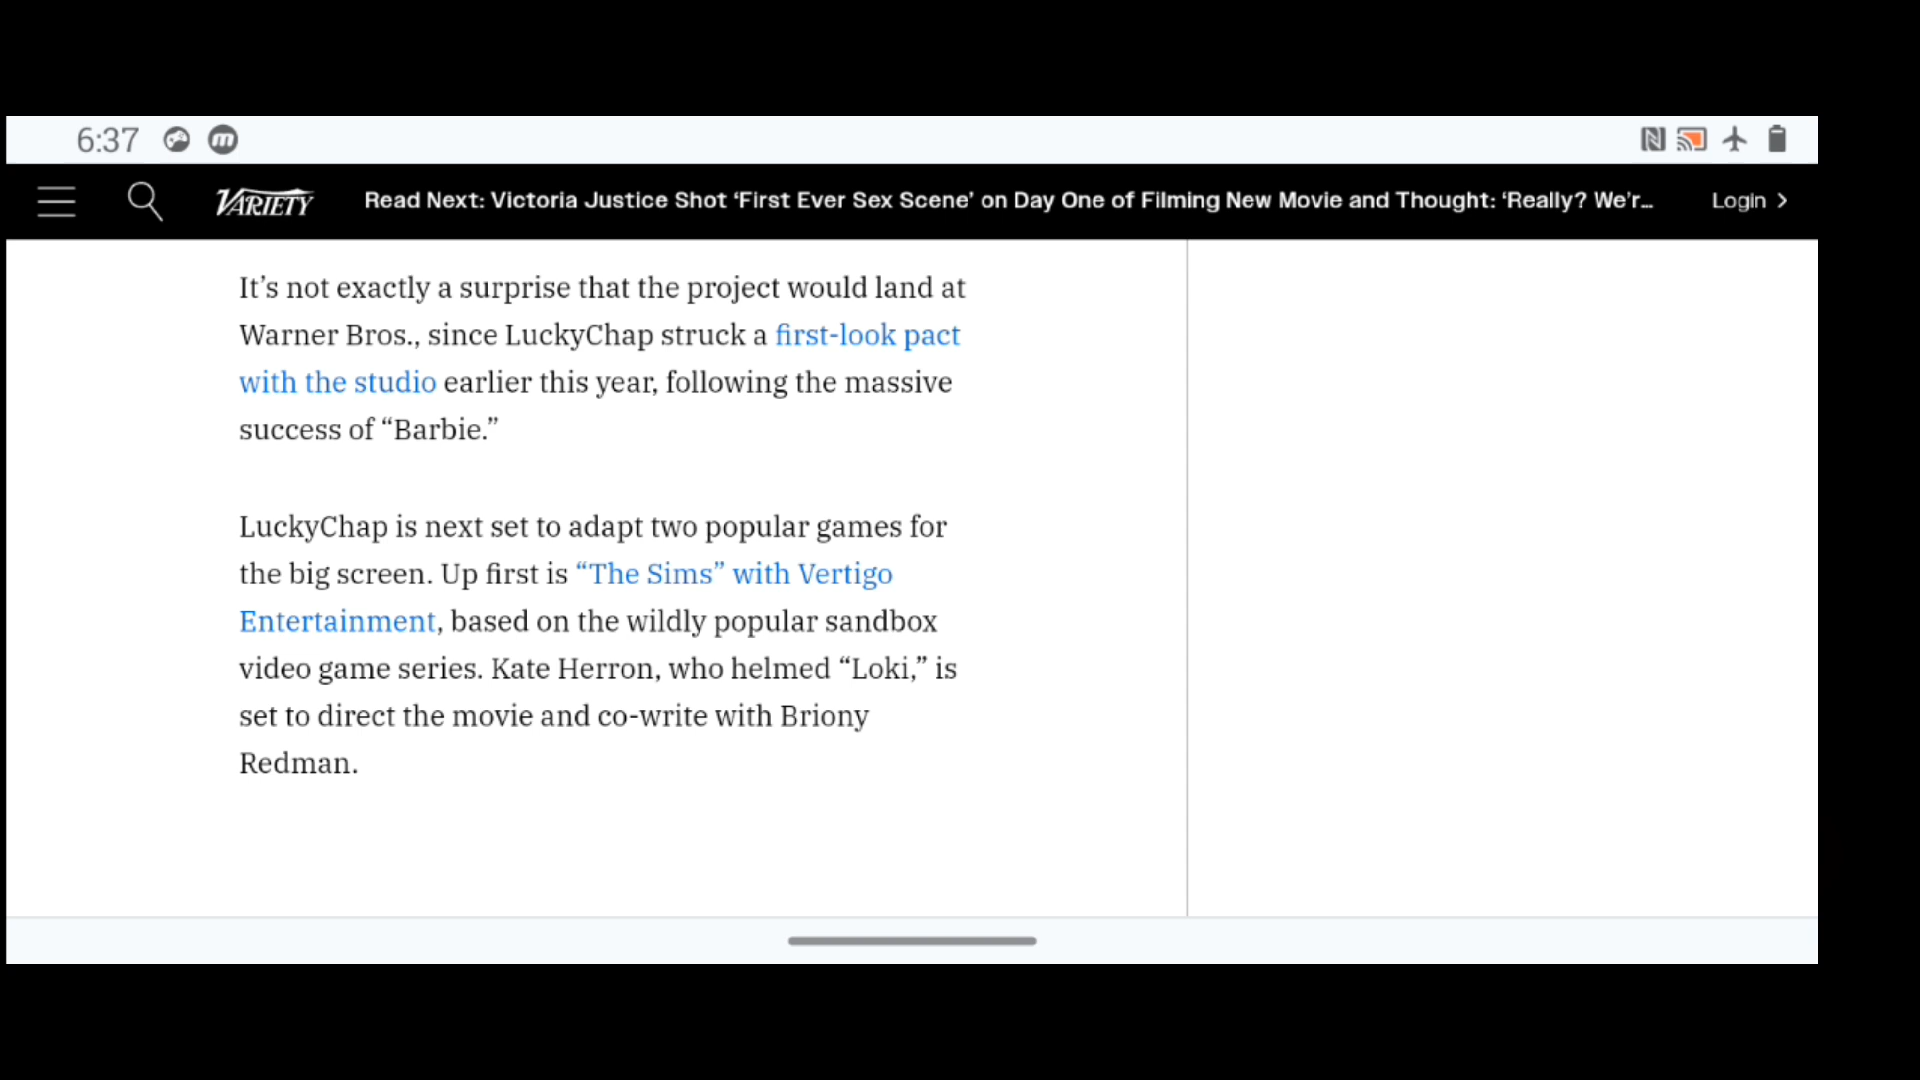 6:37
VARIETY
Read Next: Victoria Justice Shot ‘First Ever Sex Scene’ on Day One of Filming New Movie and Thought: ‘Really? We’r...
Login
It’s not exactly a surprise that the project would land at
Warner Bros., since LuckyChap struck a first-look pact
with the studio earlier this year, following the massive
success of “Barbie.”
LuckyChap is next set to adapt two popular games for
the big screen. Up first is “The Sims” with Vertigo
Entertainment, based on the wildly popular sandbox
video game series. Kate Herron, who helmed “Loki,” is
set to direct the movie and co-write with Briony
Redman.